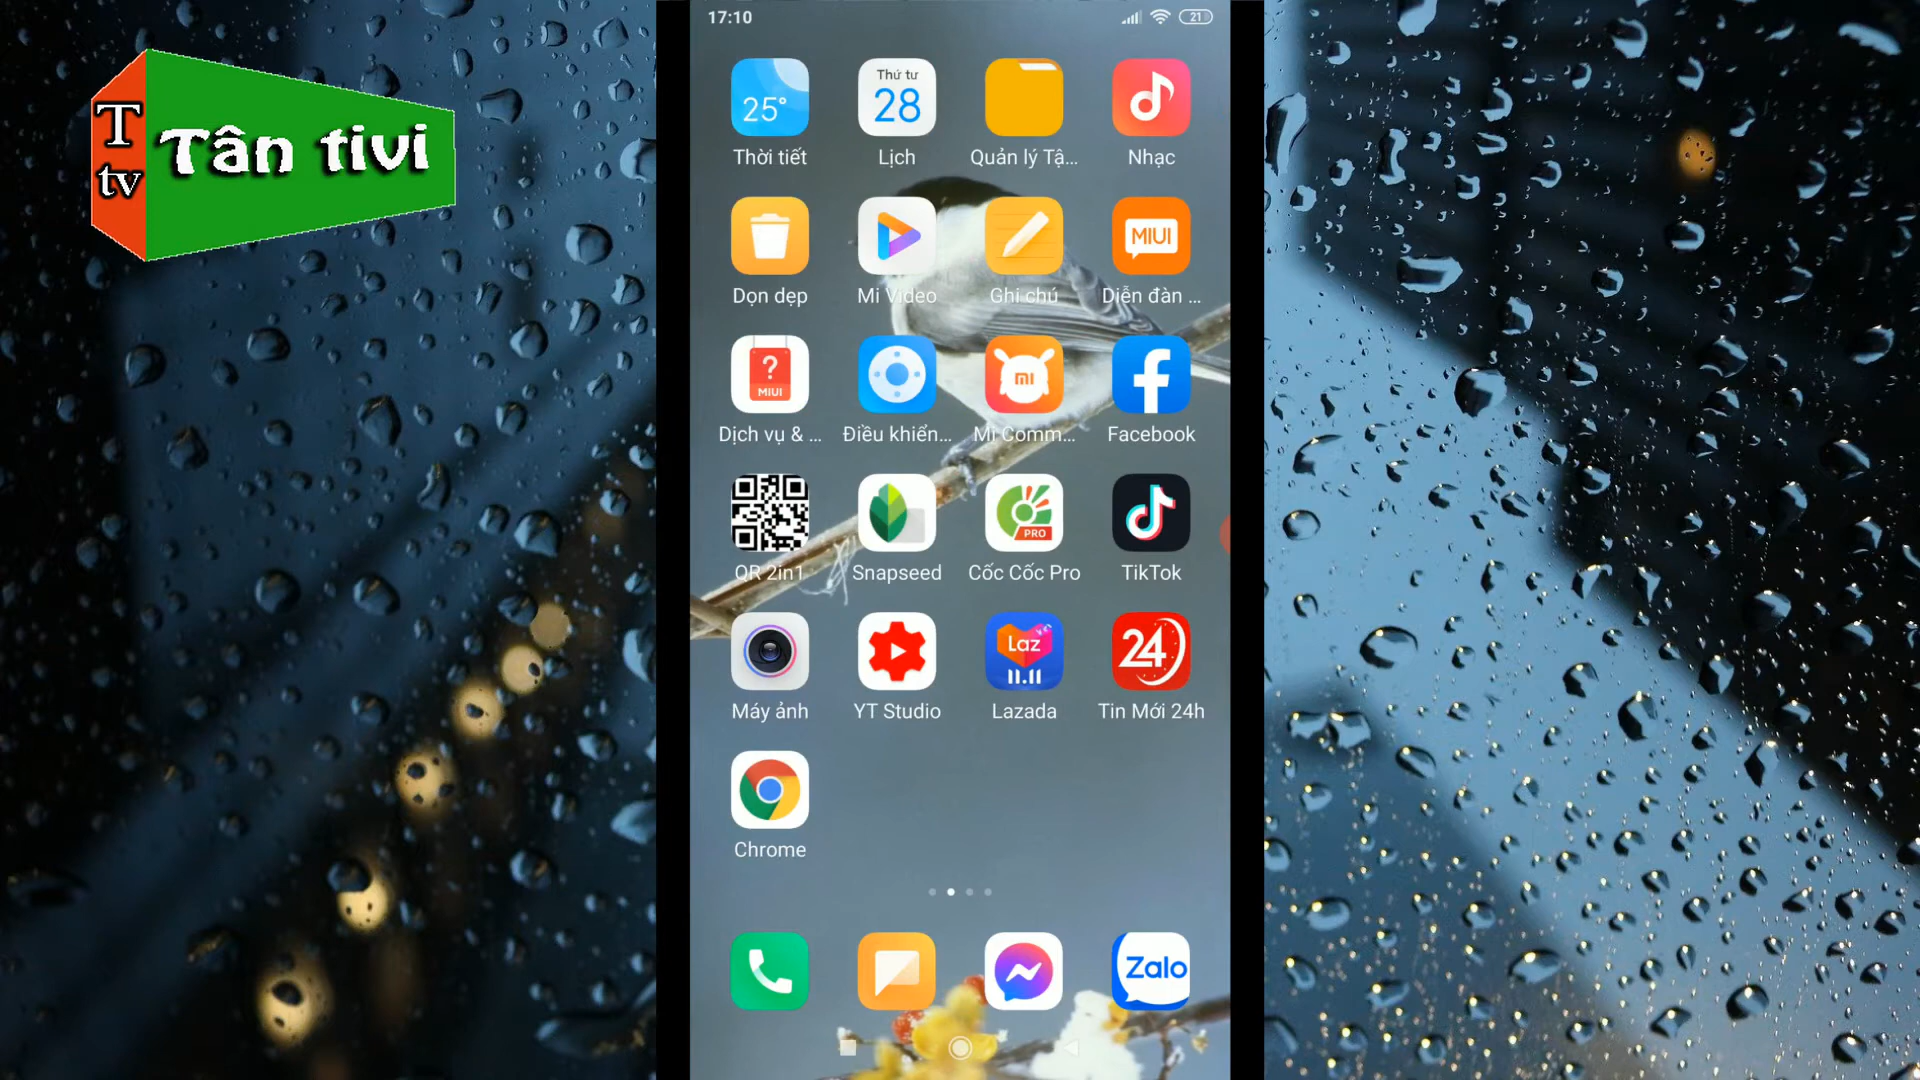 T
tv
Tân tivi
17:10
21
25°
Thứ tư
28
Thời tiết
Lịch
Quản lý Tậ...
Nhạc
MIUI
Dọn dẹp
Mi Video
Ghi chú
Diễn đàn ...
?
MIUI
mi
Dịch vụ & ...
Điều khiển...
Mi Comm...
Facebook
PRO
QR 2in1
Snapseed
Cốc Cốc Pro
TikTok
Laz
11.11
24
Máy ảnh
YT Studio
Lazada
Tin Mới 24h
Chrome
Zalo